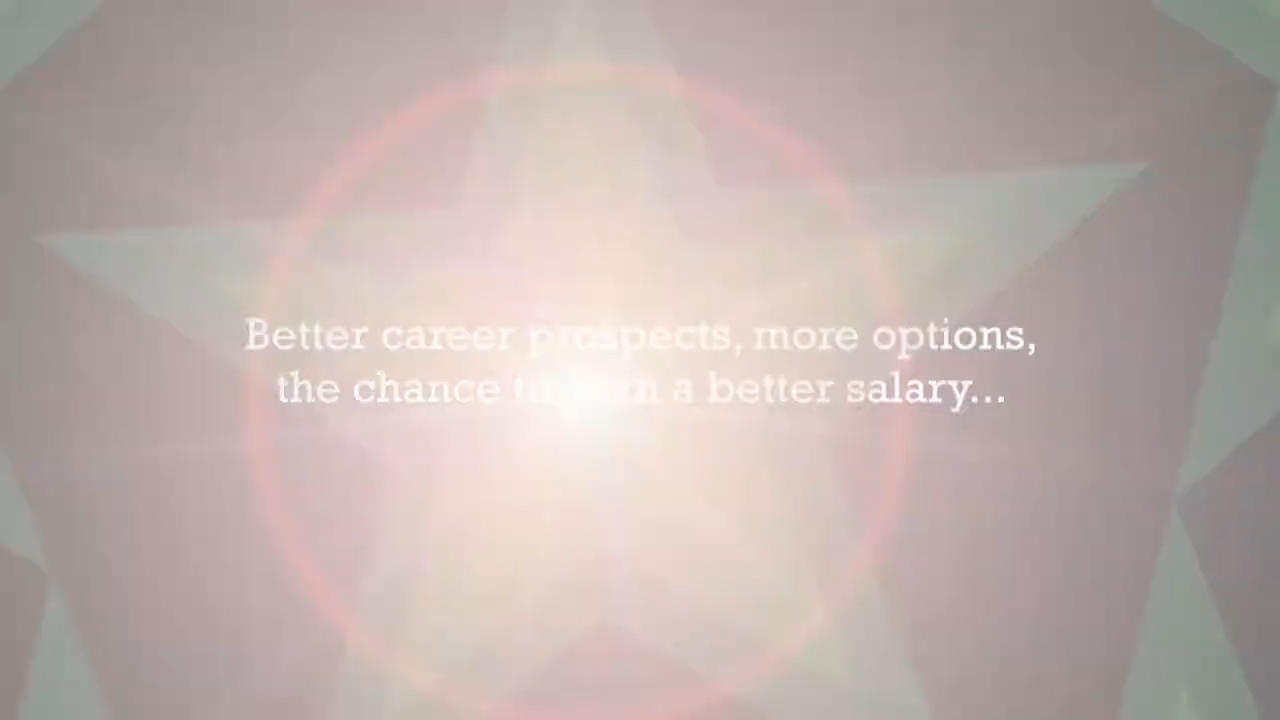 Better career prospects, more options,
the chance a better salary...